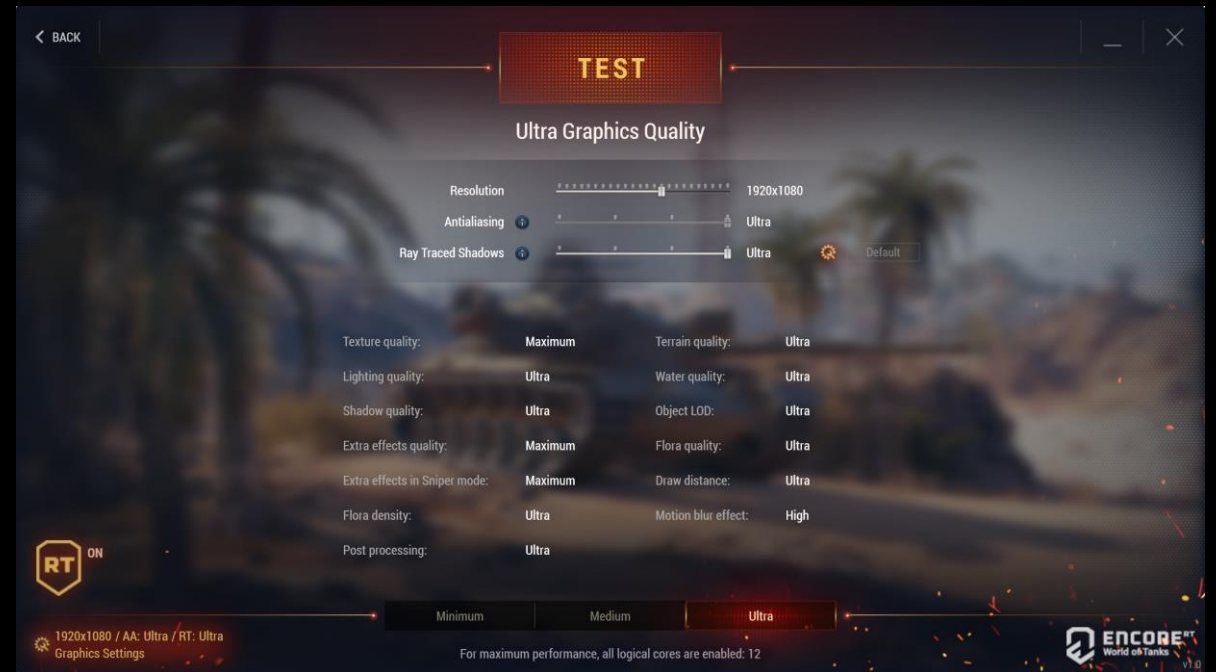 BACK
TEST
Ultra Graphics Quality
Resolution 1920x1080
Antialiasing i Ultra
Ray Traced Shadows i Ultra Default
Texture quality: Maximum Terrain quality: Ultra
Lighting quality: Ultra Water quality: Ultra
Shadow quality: Ultra Object LOD: Ultra
Extra effects quality: Maximum Flora quality: Ultra
Extra effects in Sniper mode: Maximum Draw distance: Ultra
Flora density: Ultra Motion blur effect: High
Post processing: Ultra
RT ON
Minimum Medium Ultra
1920x1080 / AA: Ultra / RT: Ultra
Graphics Settings
For maximum performance, all logical cores are enabled: 12
ENCORE RT
World of Tanks
v1.0